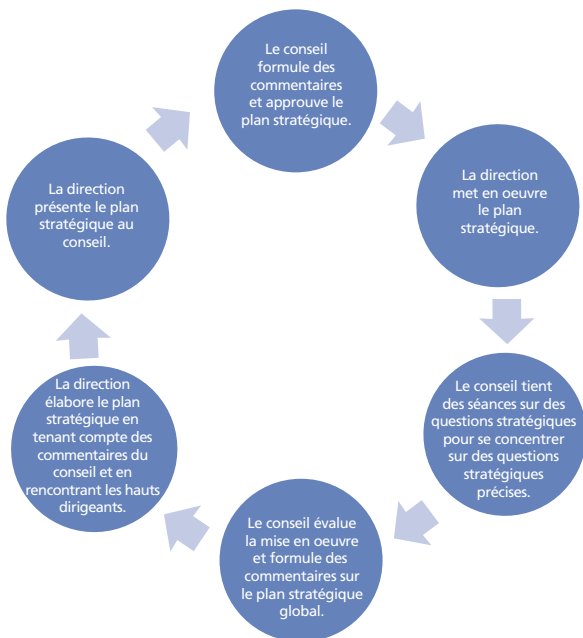 Le conseil
formule des
commentaires
et approuve le
plan stratégique.
La direction
met en oeuvre
le plan
stratégique.
Le conseil tient
des séances sur des
questions stratégiques
pour se concentrer
sur des questions
stratégiques
précises.
Le conseil évalue
la mise en oeuvre
et formule des
commentaires sur
le plan stratégique
global.
La direction
élabore le plan
stratégique en
tenant compte des
commentaires du
conseil et en
rencontrant les hauts
dirigeants.
La direction
présente le plan
stratégique au
conseil.